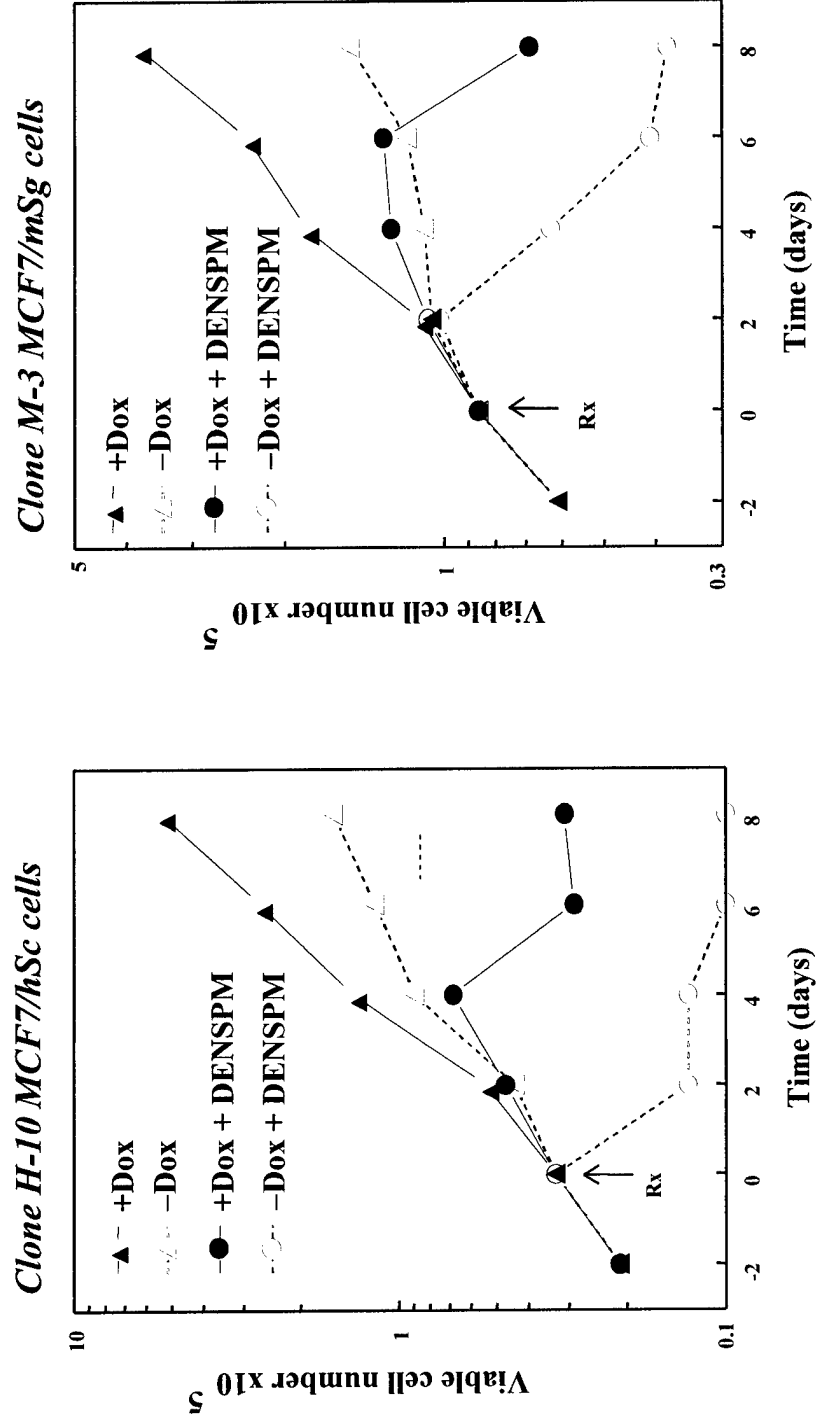 Clone H-10 MCF7/hSc cells
+Dox
−Dox
+Dox + DENSPM
−Dox + DENSPM
10
1
0.1
Viable cell number x10
5
-2
0
2
4
6
8
Rx
Time (days)
Clone M-3 MCF7/mSg cells
+Dox
−Dox
+Dox + DENSPM
−Dox + DENSPM
5
1
0.3
Viable cell number x10
5
-2
0
2
4
6
8
Rx
Time (days)